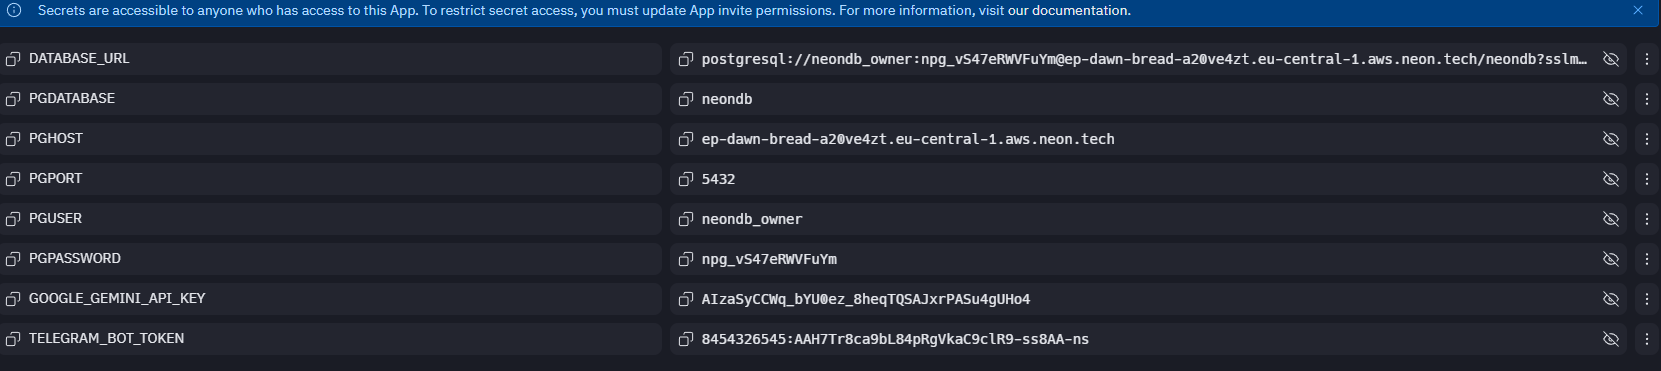 Secrets are accessible to anyone who has access to this App. To restrict secret access, you must update App invite permissions. For more information, visit our documentation.
DATABASE_URL postgresql://neondb_owner:npg_vS47eRWVFuYm@ep-dawn-bread-a20ve4zt.eu-central-1.aws.neon.tech/neondb?sslm…
PGDATABASE neondb
PGHOST ep-dawn-bread-a20ve4zt.eu-central-1.aws.neon.tech
PGPORT 5432
PGUSER neondb_owner
PGPASSWORD npg_vS47eRWVFuYm
GOOGLE_GEMINI_API_KEY AIzaSyCCWq_bYU0ez_8heqTQSAJxrPASu4gUHo4
TELEGRAM_BOT_TOKEN 8454326545:AAH7Tr8ca9bL84pRgVkaC9clR9-ss8AA-ns